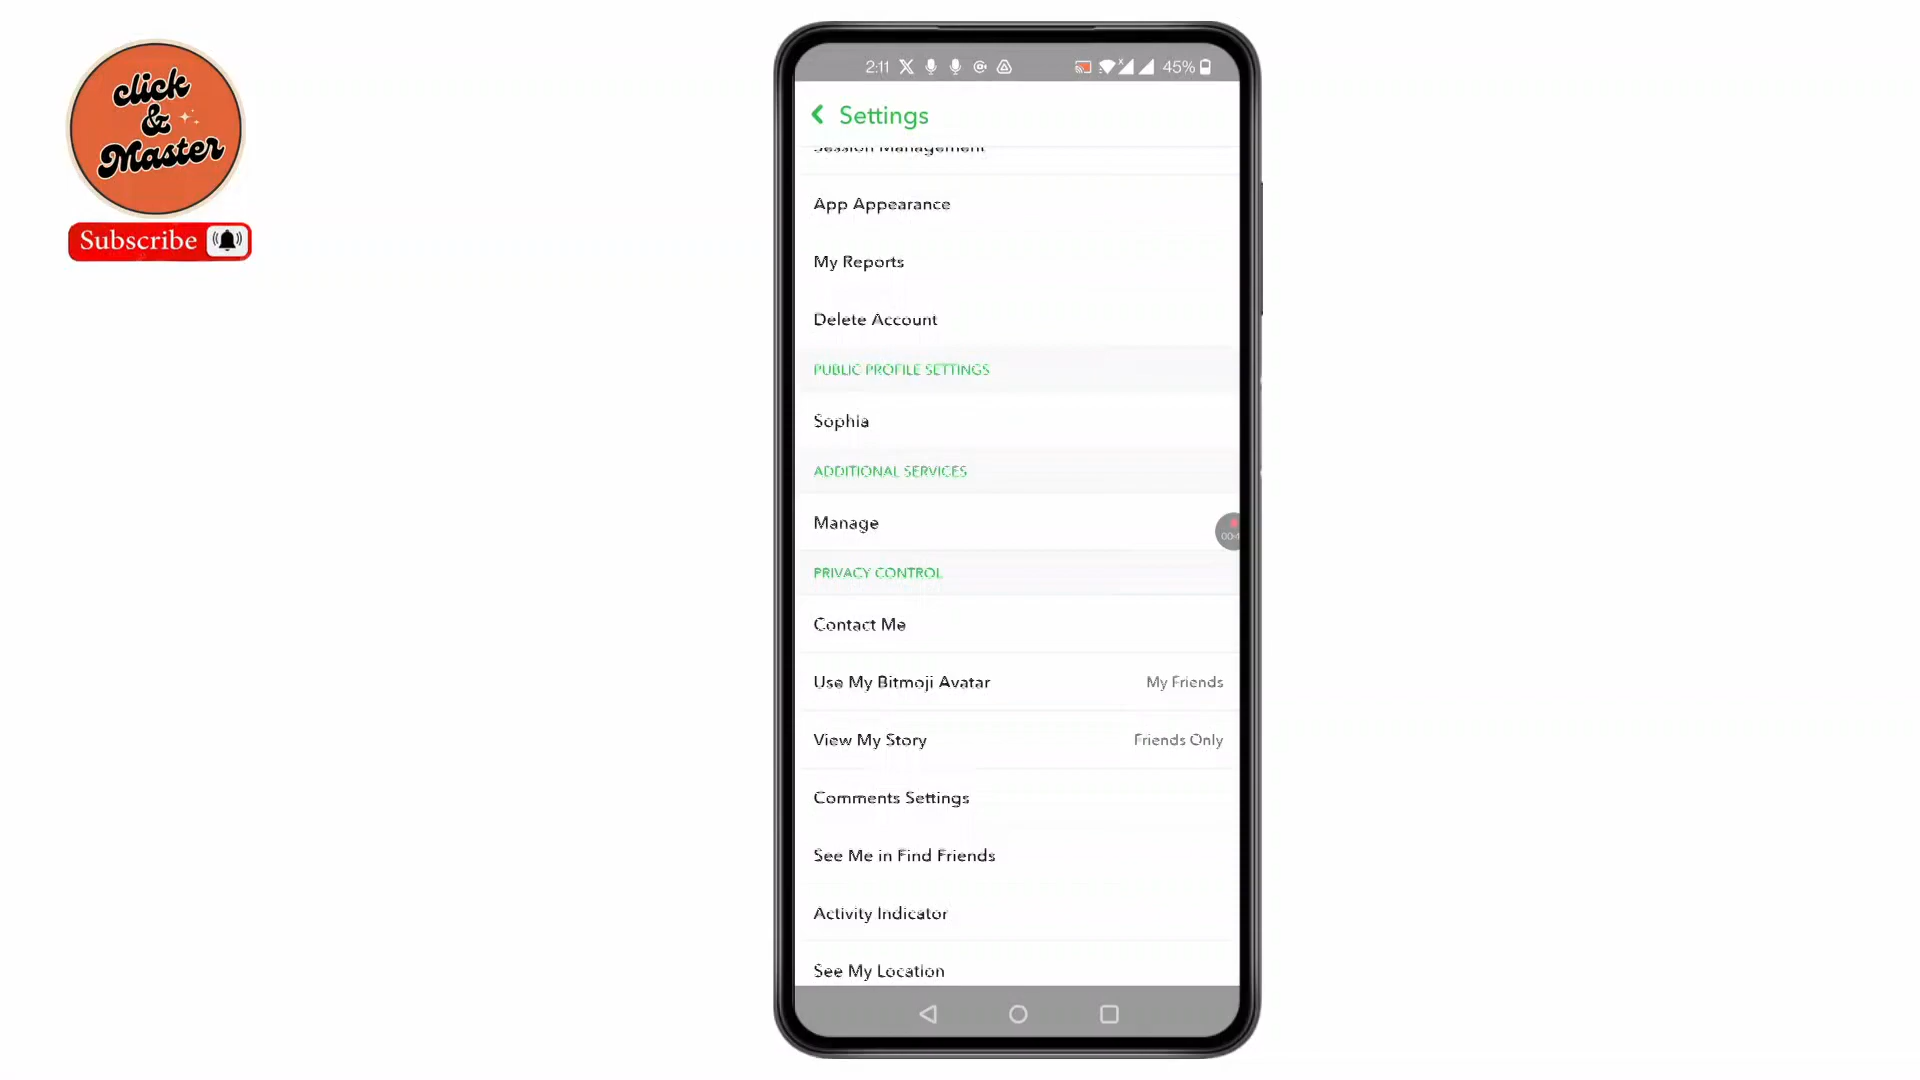 click
&
Master
Subscribe
2:11
45%
Settings
Session Management
App Appearance
My Reports
Delete Account
PUBLIC PROFILE SETTINGS
Sophia
ADDITIONAL SERVICES
Manage
PRIVACY CONTROL
Contact Me
Use My Bitmoji Avatar My Friends
View My Story Friends Only
Comments Settings
See Me in Find Friends
Activity Indicator
See My Location